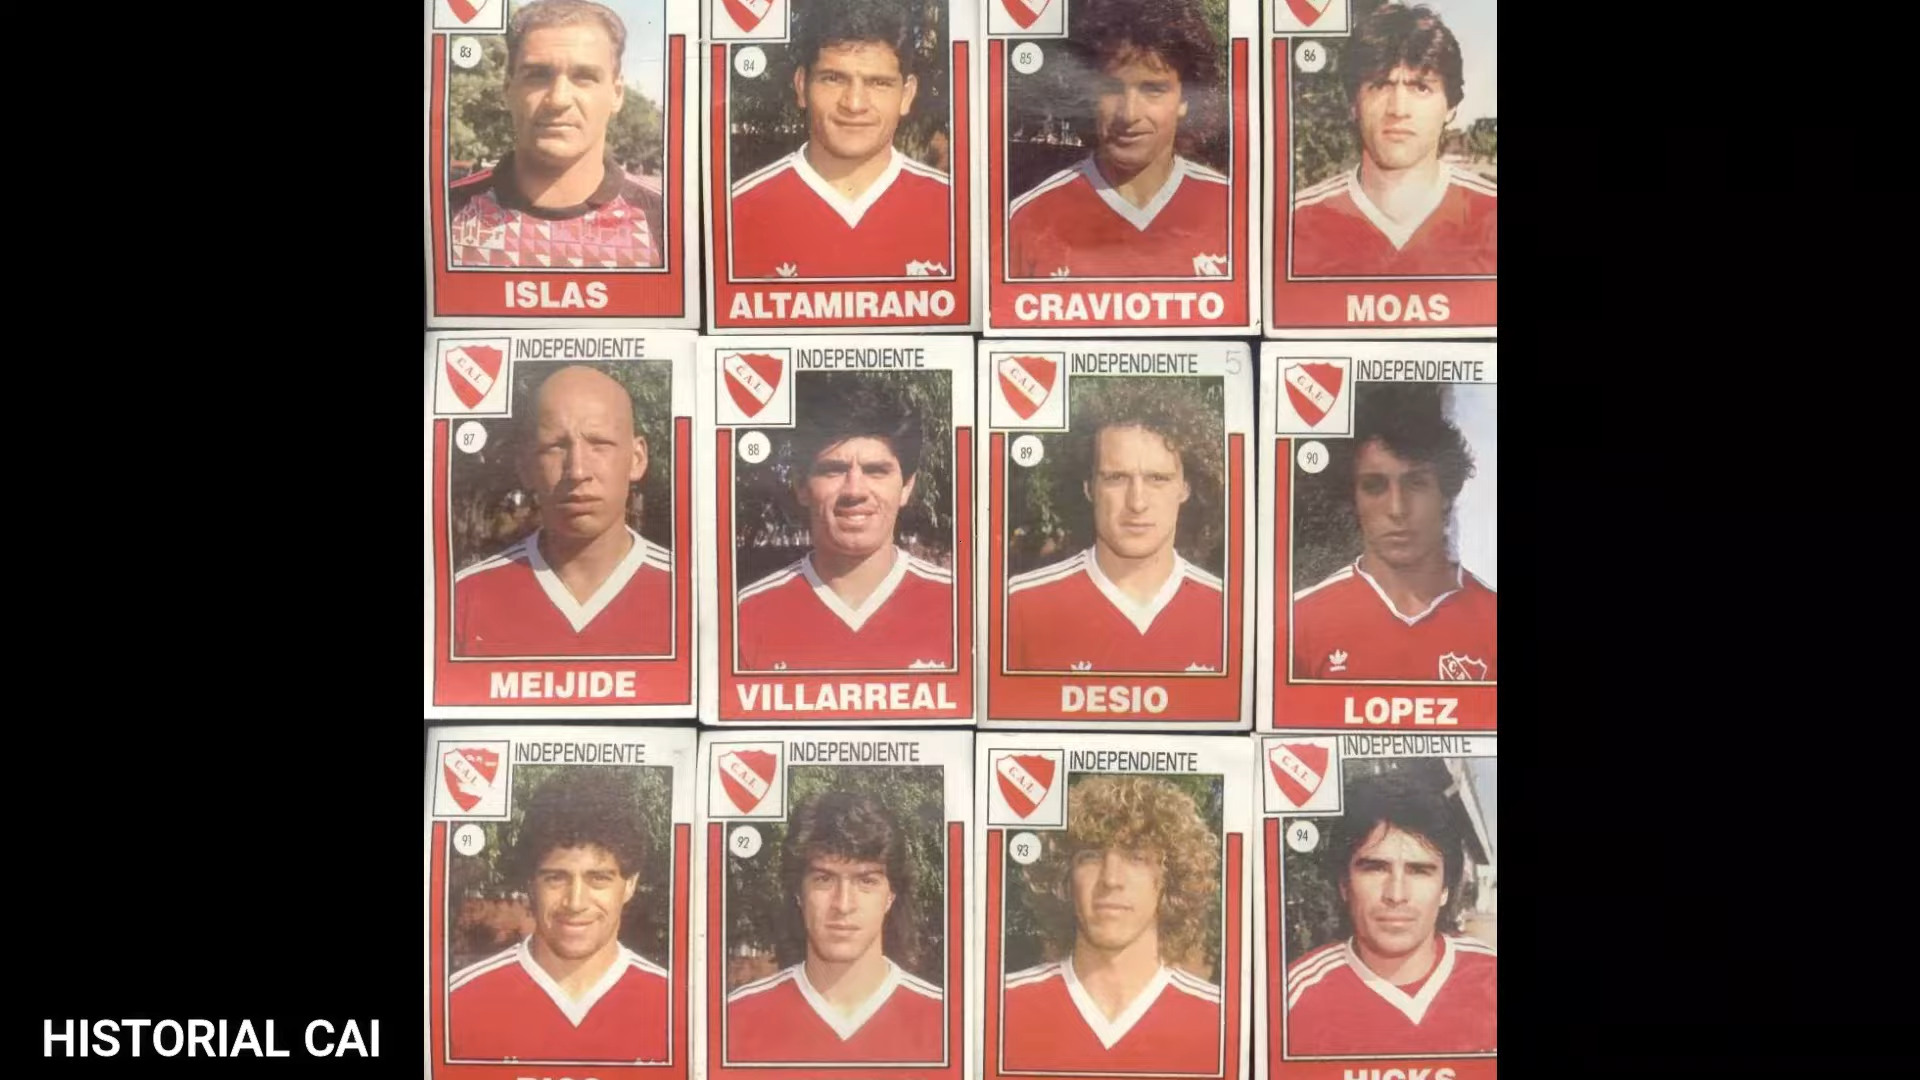 83
84
85
86
ISLAS
ALTAMIRANO
CRAVIOTTO
MOAS
INDEPENDIENTE
INDEPENDIENTE
INDEPENDIENTE
5
INDEPENDIENTE
C.A.I.
C.A.I.
C.A.I.
C.A.I.
87
88
89
90
MEIJIDE
VILLARREAL
DESIO
LOPEZ
INDEPENDIENTE
INDEPENDIENTE
INDEPENDIENTE
INDEPENDIENTE
C.A.I.
C.A.I.
C.A.I.
91
92
93
94
HICKS
HISTORIAL CAI